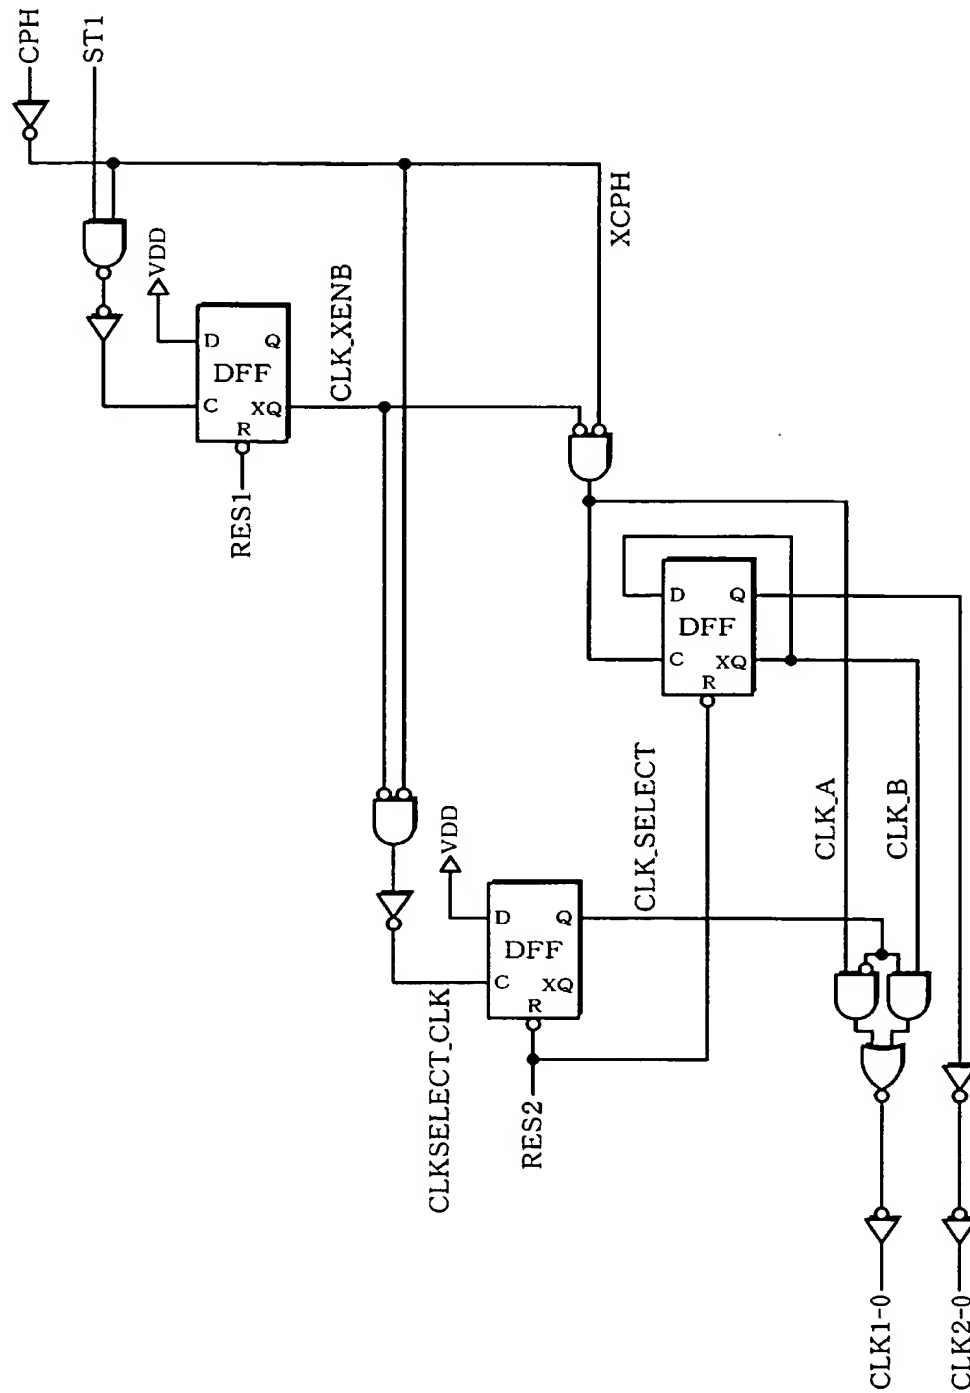 CPH
ST1
XCPH
VDD
D
Q
DFF
C
XQ
R
CLK_XENB
RES1
D
Q
DFF
C
XQ
R
CLK_SELECT
CLK_A
CLK_B
VDD
D
Q
DFF
C
XQ
R
CLKSELECT_CLK
RES2
CLK1-0
CLK2-0